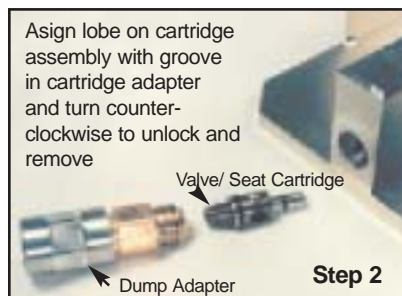 Asign lobe on cartridge
assembly with groove
in cartridge adapter
and turn counter-
clockwise to unlock and
remove
Valve/ Seat Cartridge
Dump Adapter
Step 2